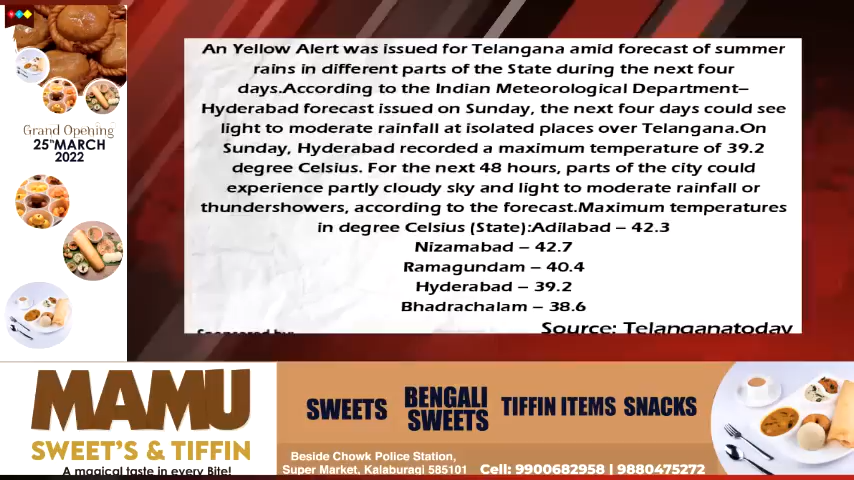 Grand Opening
25TH MARCH
2022
An Yellow Alert was issued for Telangana amid forecast of summer
rains in different parts of the State during the next four
days.According to the Indian Meteorological Department–
Hyderabad forecast issued on Sunday, the next four days could see
light to moderate rainfall at isolated places over Telangana.On
Sunday, Hyderabad recorded a maximum temperature of 39.2
degree Celsius. For the next 48 hours, parts of the city could
experience partly cloudy sky and light to moderate rainfall or
thundershowers, according to the forecast.Maximum temperatures
in degree Celsius (State):Adilabad – 42.3
Nizamabad – 42.7
Ramagundam – 40.4
Hyderabad – 39.2
Bhadrachalam – 38.6
Sponsored by:
Source: Telanganatoday
MAMU
SWEET'S & TIFFIN
A magical taste in every Bite!
SWEETS
BENGALI
SWEETS
TIFFIN ITEMS
SNACKS
Beside Chowk Police Station,
Super Market, Kalaburagi 585101
Cell: 9900682958 | 9880475272